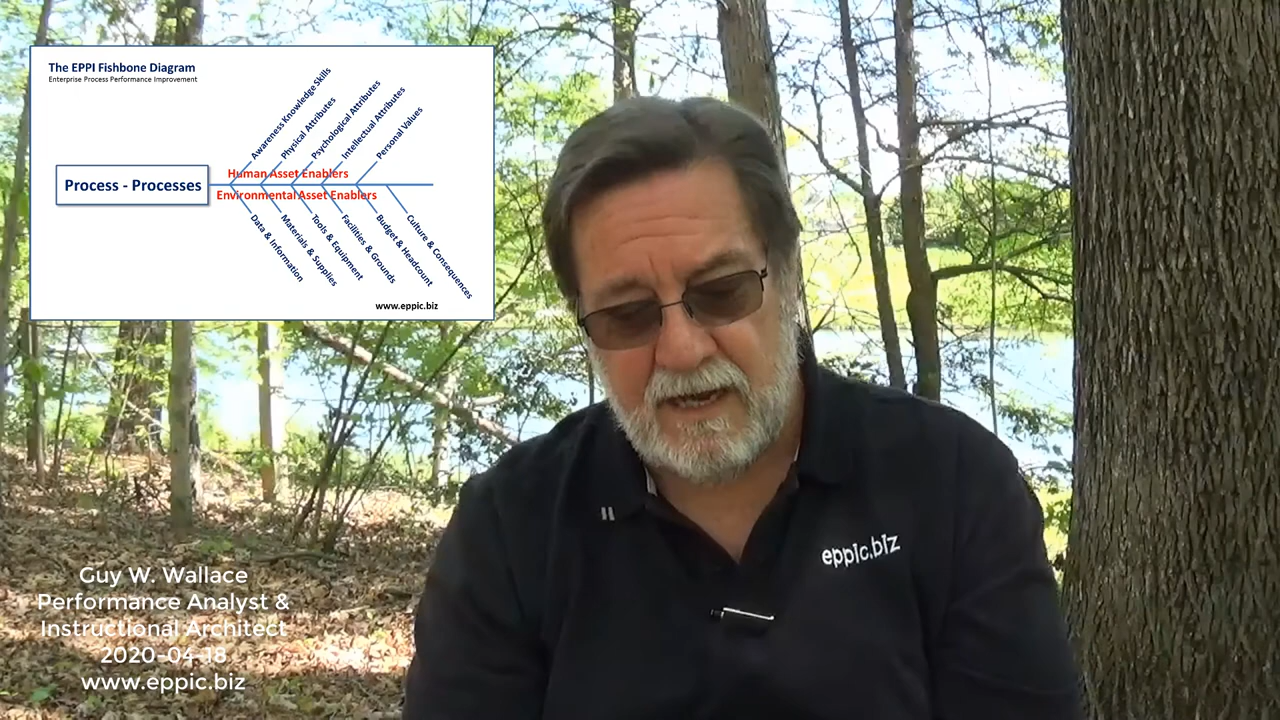 The EPPI Fishbone Diagram
Enterprise Process Performance Improvement
Awareness Knowledge Skills
Physical Attributes
Psychological Attributes
Intellectual Attributes
Personal Values
Human Asset Enablers
Process - Processes
Environmental Asset Enablers
Data & Information
Materials & Supplies
Tools & Equipment
Facilities & Grounds
Budget & Headcount
Culture & Consequences
www.eppic.biz
eppic.biz
Guy W. Wallace
Performance Analyst &
Instructional Architect
2020-04-18
www.eppic.biz